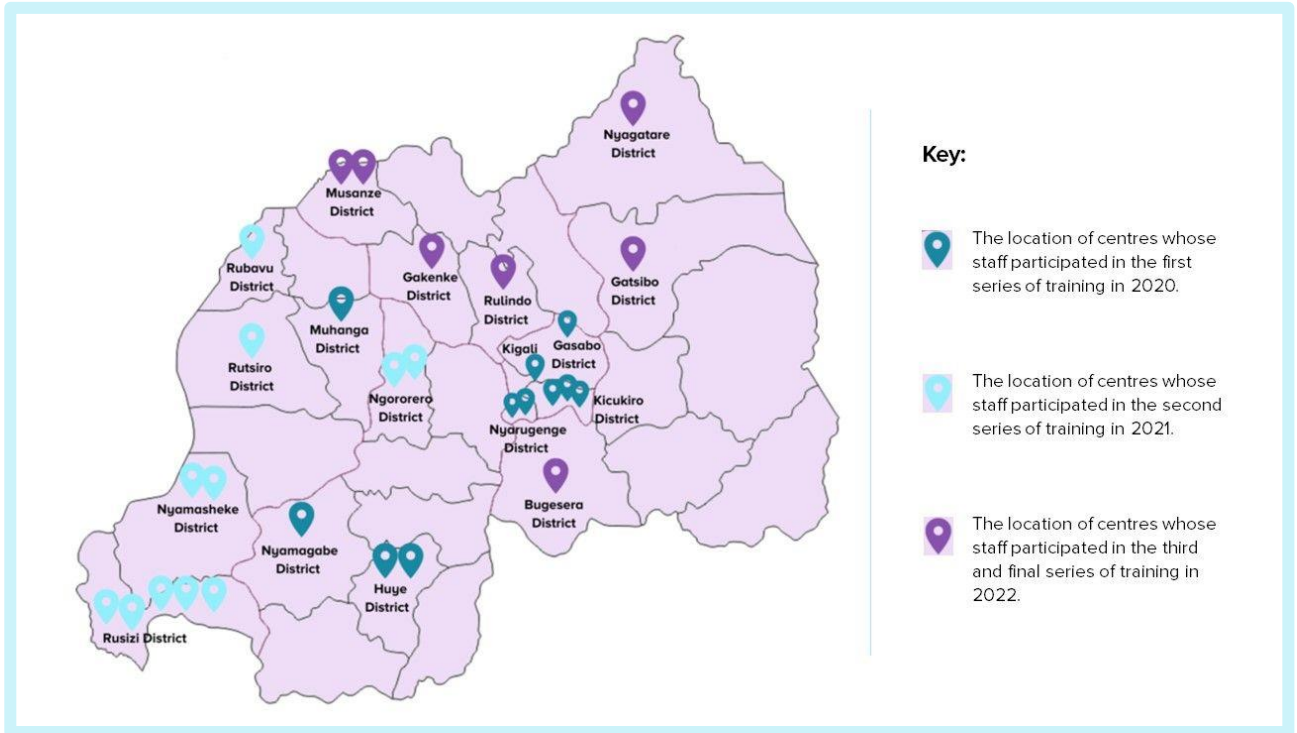 Nyagatare
District
Musanze
District
Rubavu
District
Gakenke
District
Rulindo
District
Gatsibo
District
Muhanga
District
Kigali
Gasabo
District
Rutsiro
District
Ngororero
District
Kicukiro
District
Nyarugenge
District
Bugesera
District
Nyamasheke
District
Nyamagabe
District
Huye
District
Rusizi District
Key:
The location of centres whose
staff participated in the first
series of training in 2020.
The location of centres whose
staff participated in the second
series of training in 2021.
The location of centres whose
staff participated in the third
and final series of training in
2022.